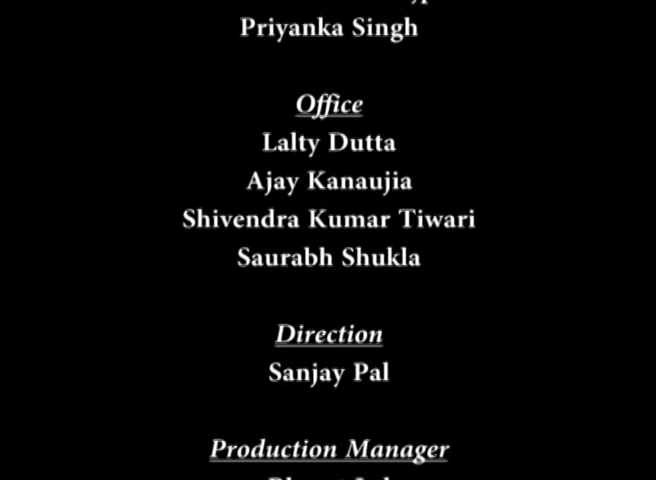 Priyanka Singh
Office
Lalty Dutta
Ajay Kanaujia
Shivendra Kumar Tiwari
Saurabh Shukla
Direction
Sanjay Pal
Production Manager